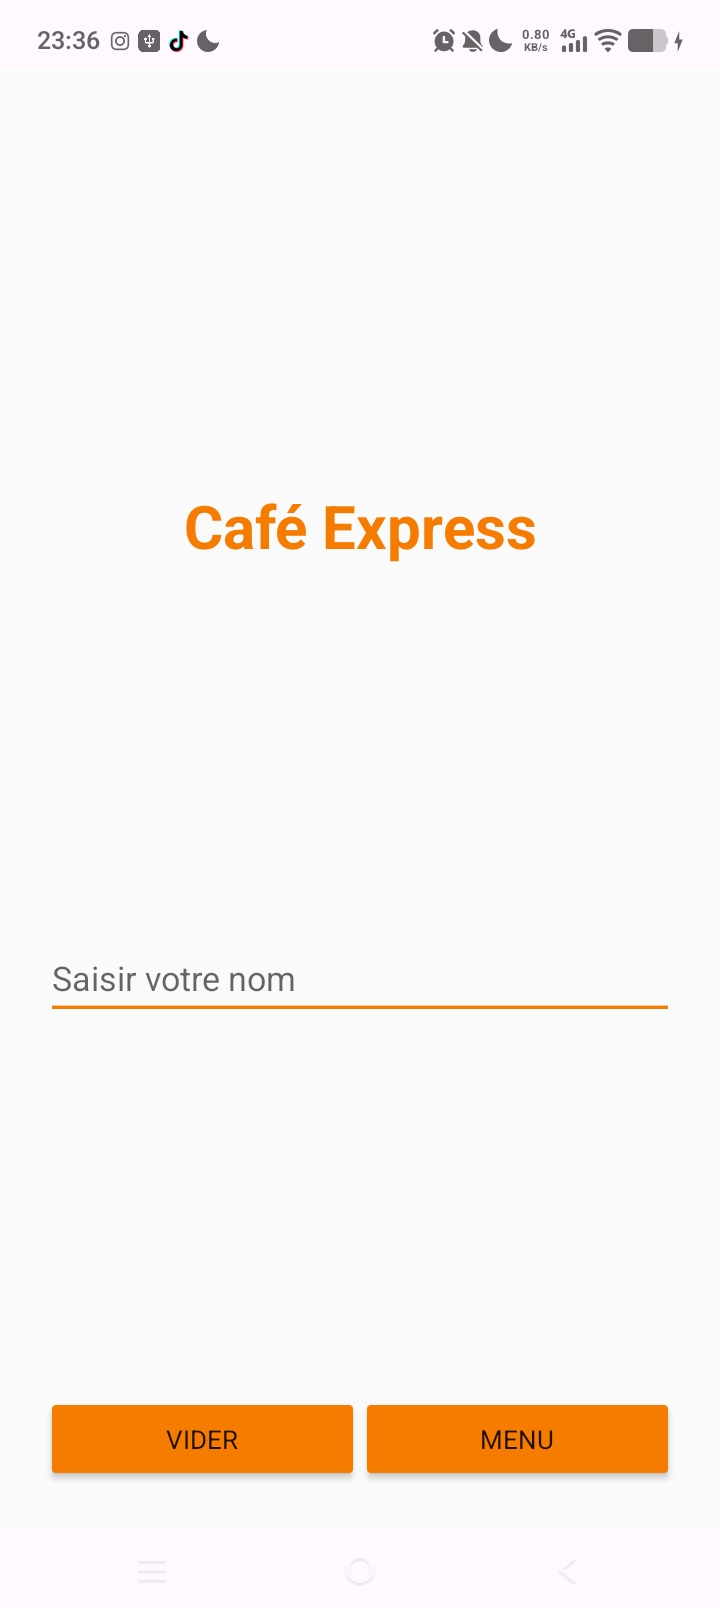 23:36 0.80 4G
KB/s
Café Express
Saisir votre nom
VIDER MENU